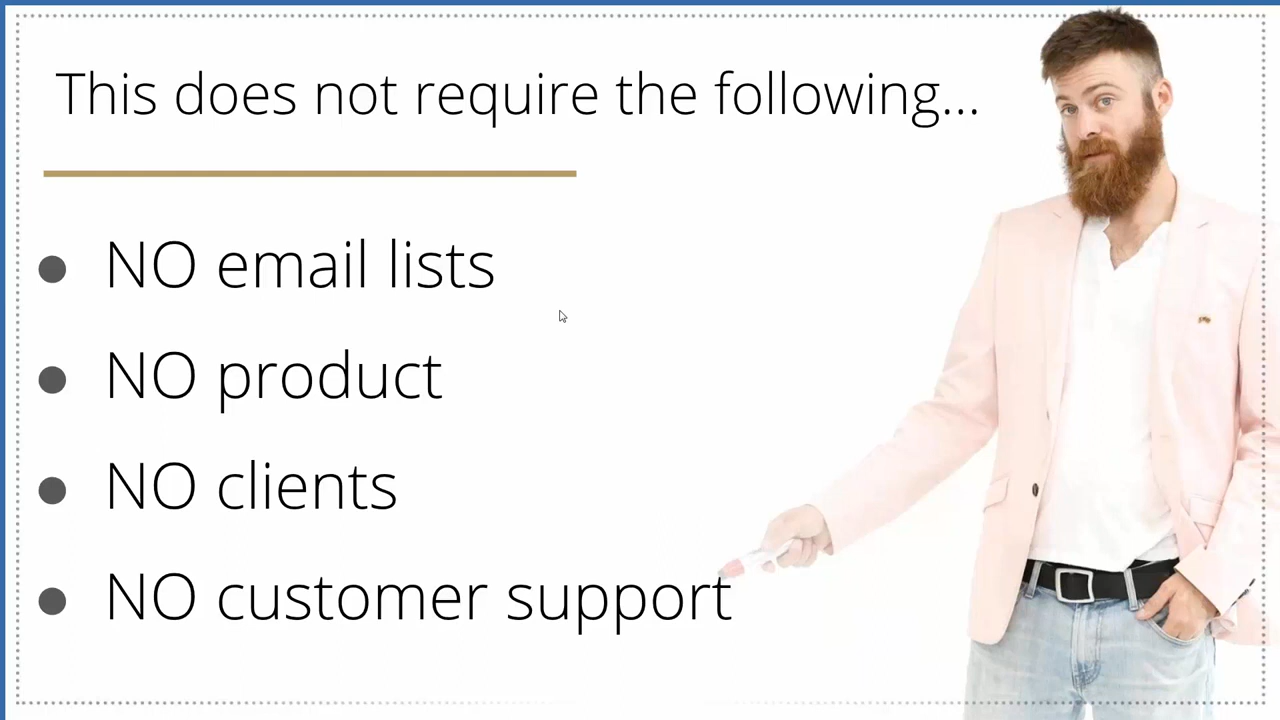 This does not require the following...
● NO email lists
● NO product
● NO clients
● NO customer support